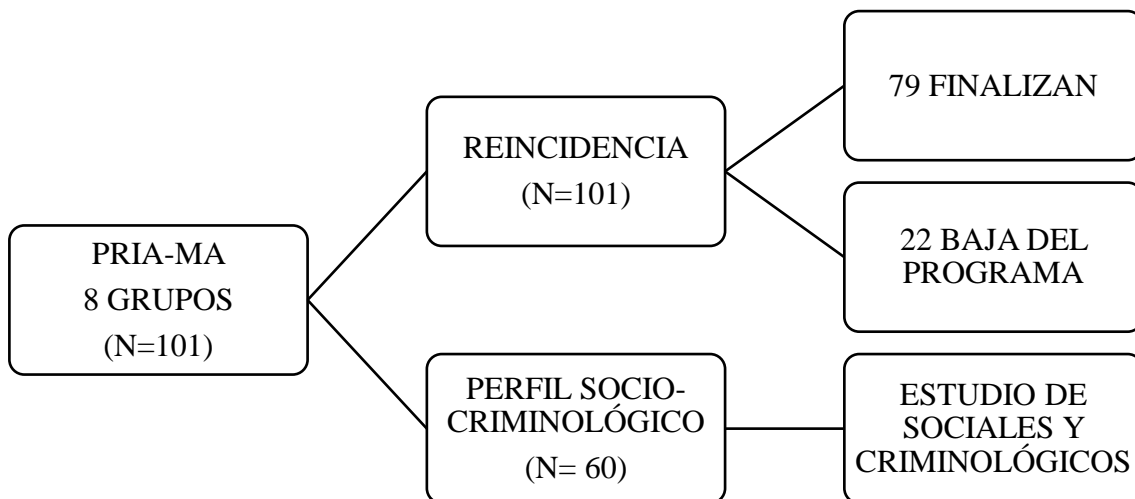 PRIA-MA
8 GRUPOS
(N=101)
REINCIDENCIA
(N=101)
79 FINALIZAN
22 BAJA DEL
PROGRAMA
PERFIL SOCIO-
CRIMINOLÓGICO
(N= 60)
ESTUDIO DE
SOCIALES Y
CRIMINOLÓGICOS